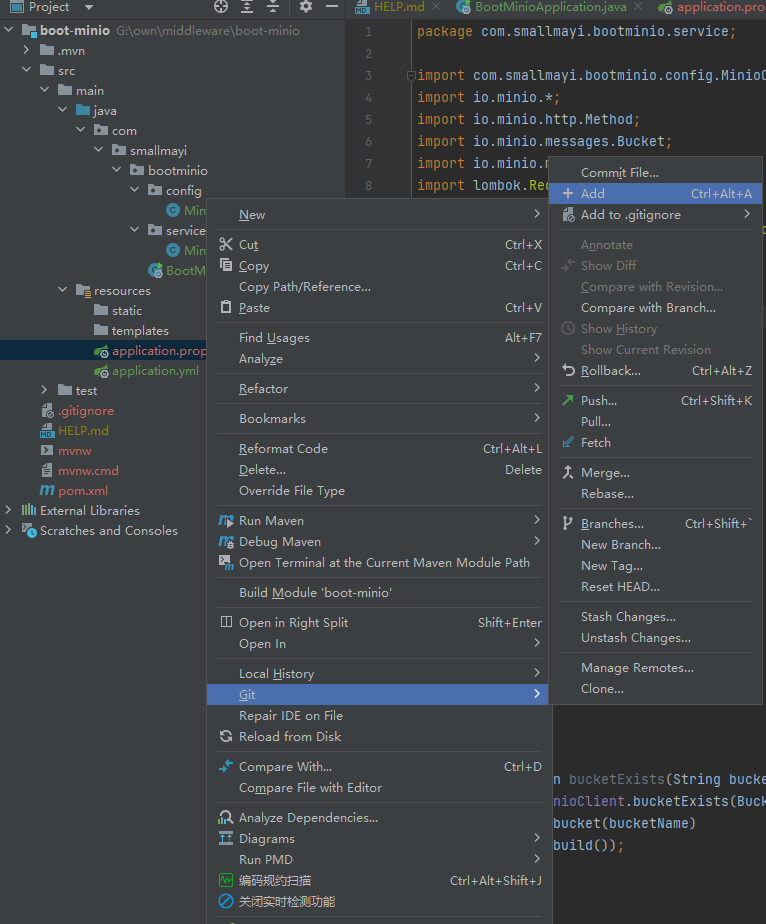 Project
HELP.md
BootMinioApplication.java
application.pro
boot-minio G:\own\middleware\boot-minio
.mvn
src
main
java
com
smallmayi
bootminio
config
Min
service
Min
BootM
resources
static
templates
application.prop
application.yml
test
.gitignore
HELP.md
mvnw
mvnw.cmd
pom.xml
External Libraries
Scratches and Consoles
1 package com.smallmayi.bootminio.service;
2
3 import com.smallmayi.bootminio.config.MinioC
4 import io.minio.*;
5 import io.minio.http.Method;
6 import io.minio.messages.Bucket;
7 import io.minio.m
8 import lombok.Req
New
Cut Ctrl+X
Copy Ctrl+C
Copy Path/Reference...
Paste Ctrl+V
Find Usages Alt+F7
Analyze
Refactor
Bookmarks
Reformat Code Ctrl+Alt+L
Delete... Delete
Override File Type
Run Maven
Debug Maven
Open Terminal at the Current Maven Module Path
Build Module 'boot-minio'
Open in Right Split Shift+Enter
Open In
Local History
Git
Repair IDE on File
Reload from Disk
Compare With... Ctrl+D
Compare File with Editor
Analyze Dependencies...
Diagrams
Run PMD
编码规约扫描 Ctrl+Alt+Shift+J
关闭实时检测功能
Commit File...
Add Ctrl+Alt+A
Add to .gitignore
Annotate
Show Diff
Compare with Revision...
Compare with Branch...
Show History
Show Current Revision
Rollback... Ctrl+Alt+Z
Push... Ctrl+Shift+K
Pull...
Fetch
Merge...
Rebase...
Branches... Ctrl+Shift+`
New Branch...
New Tag...
Reset HEAD...
Stash Changes...
Unstash Changes...
Manage Remotes...
Clone...
n bucketExists(String bucke
nioClient.bucketExists(Buck
bucket(bucketName)
build());